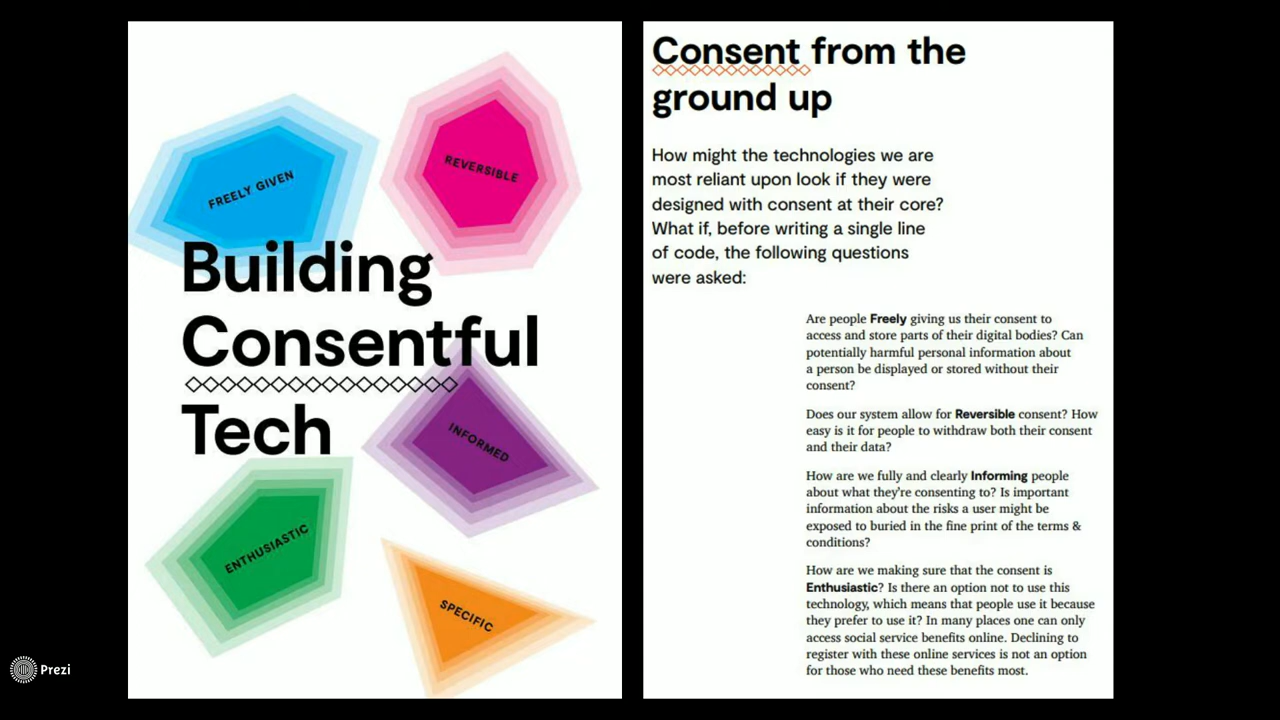 FREELY GIVEN
REVERSIBLE
Building
Consentful
Tech
INFORMED
ENTHUSIASTIC
SPECIFIC
Consent from the
ground up
How might the technologies we are
most reliant upon look if they were
designed with consent at their core?
What if, before writing a single line
of code, the following questions
were asked:
Are people Freely giving us their consent to
access and store parts of their digital bodies? Can
potentially harmful personal information about
a person be displayed or stored without their
consent?
Does our system allow for Reversible consent? How
easy is it for people to withdraw both their consent
and their data?
How are we fully and clearly Informing people
about what they're consenting to? Is important
information about the risks a user might be
exposed to buried in the fine print of the terms &
conditions?
How are we making sure that the consent is
Enthusiastic? Is there an option not to use this
technology, which means that people use it because
they prefer to use it? In many places one can only
access social service benefits online. Declining to
register with these online services is not an option
for those who need these benefits most.
Prezi